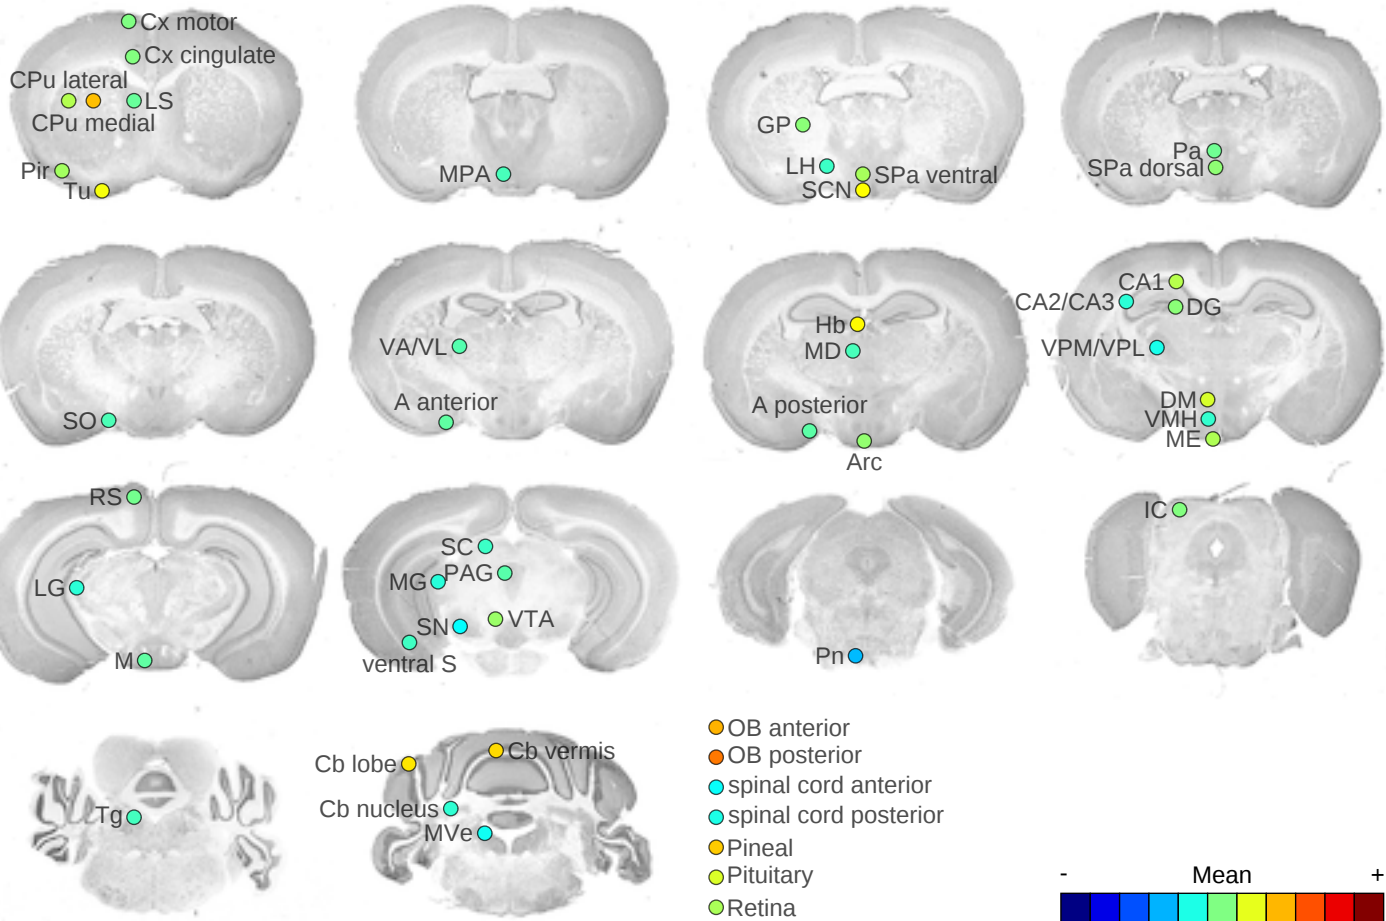 Cx motor
Cx cingulate
CPu lateral
LS
CPu medial
Pir
Tu
MPA
GP
LH
SPa ventral
SCN
Pa
SPa dorsal
SO
VA/VL
A anterior
Hb
MD
A posterior
Arc
CA1
CA2/CA3
DG
VPM/VPL
DM
VMH
ME
RS
LG
M
SC
MG
PAG
SN
VTA
ventral S
Pn
IC
Tg
Cb lobe
Cb vermis
Cb nucleus
MVe
OB anterior
OB posterior
spinal cord anterior
spinal cord posterior
Pineal
Pituitary
Retina
- Mean +